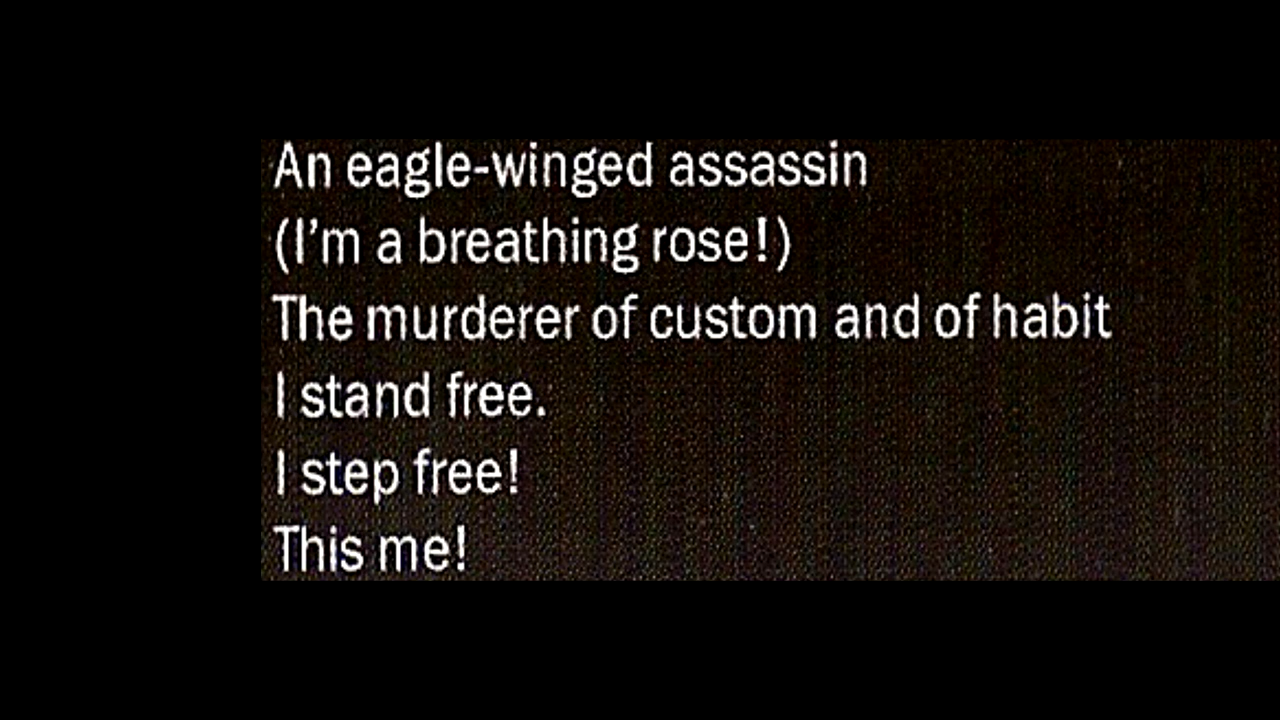 An eagle-winged assassin
(I'm a breathing rose!)
The murderer of custom and of habit
I stand free.
I step free!
This me!